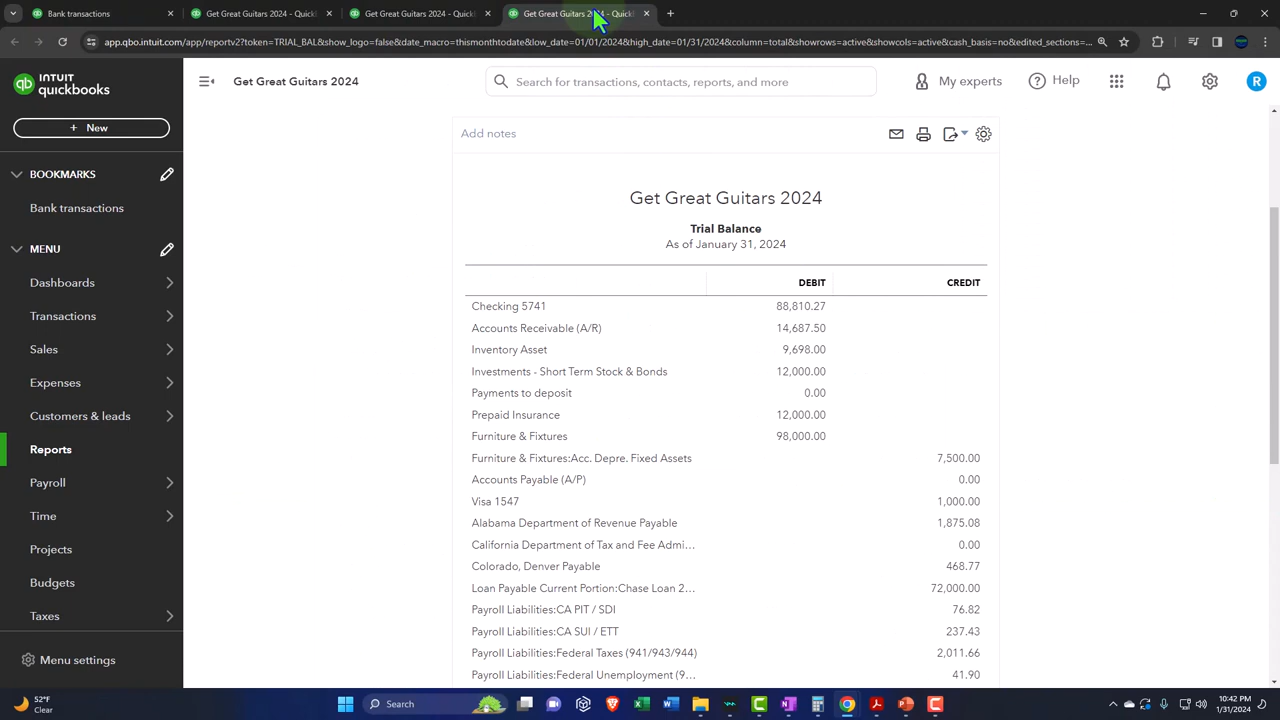 Bank transactions
Get Great Guitars 2024 - Quickb
Get Great Guitars 2024 - Quickb
Get Great Guitars 2024 - Quickb
app.qbo.intuit.com/app/reportv2?token=TRIAL_BAL&show_logo=false&date_macro=thismonthtodate&low_date=01/01/2024&high_date=01/31/2024&column=total&showrows=active&showcols=active&cash_basis=no&edited_sections=...
INTUIT
quickbooks
Get Great Guitars 2024
Search for transactions, contacts, reports, and more
My experts
Help
R
+ New
BOOKMARKS
Bank transactions
MENU
Dashboards
Transactions
Sales
Expenses
Customers & leads
Reports
Payroll
Time
Projects
Budgets
Taxes
Menu settings
Add notes
Get Great Guitars 2024
Trial Balance
As of January 31, 2024
DEBIT CREDIT
Checking 5741 88,810.27
Accounts Receivable (A/R) 14,687.50
Inventory Asset 9,698.00
Investments - Short Term Stock & Bonds 12,000.00
Payments to deposit 0.00
Prepaid Insurance 12,000.00
Furniture & Fixtures 98,000.00
Furniture & Fixtures:Acc. Depre. Fixed Assets 7,500.00
Accounts Payable (A/P) 0.00
Visa 1547 1,000.00
Alabama Department of Revenue Payable 1,875.08
California Department of Tax and Fee Admi... 0.00
Colorado, Denver Payable 468.77
Loan Payable Current Portion:Chase Loan 2... 72,000.00
Payroll Liabilities:CA PIT / SDI 76.82
Payroll Liabilities:CA SUI / ETT 237.43
Payroll Liabilities:Federal Taxes (941/943/944) 2,011.66
Payroll Liabilities:Federal Unemployment (9... 41.90
52°F
Clear
Search
10:42 PM
1/31/2024